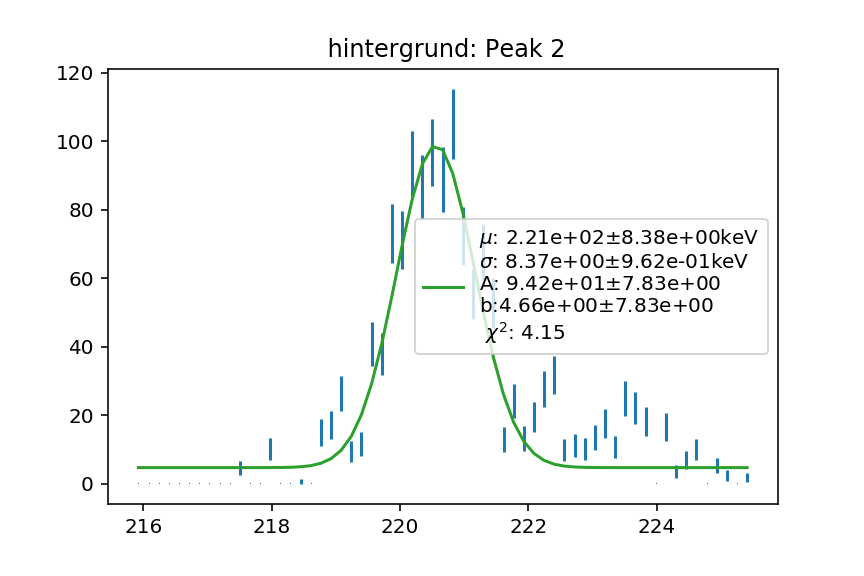 hintergrund: Peak 2
120
100
80
60
40
20
0
μ: 2.21e+02±8.38e+00keV
σ: 8.37e+00±9.62e-01keV
A: 9.42e+01±7.83e+00
b:4.66e+00±7.83e+00
χ²: 4.15
216 218 220 222 224